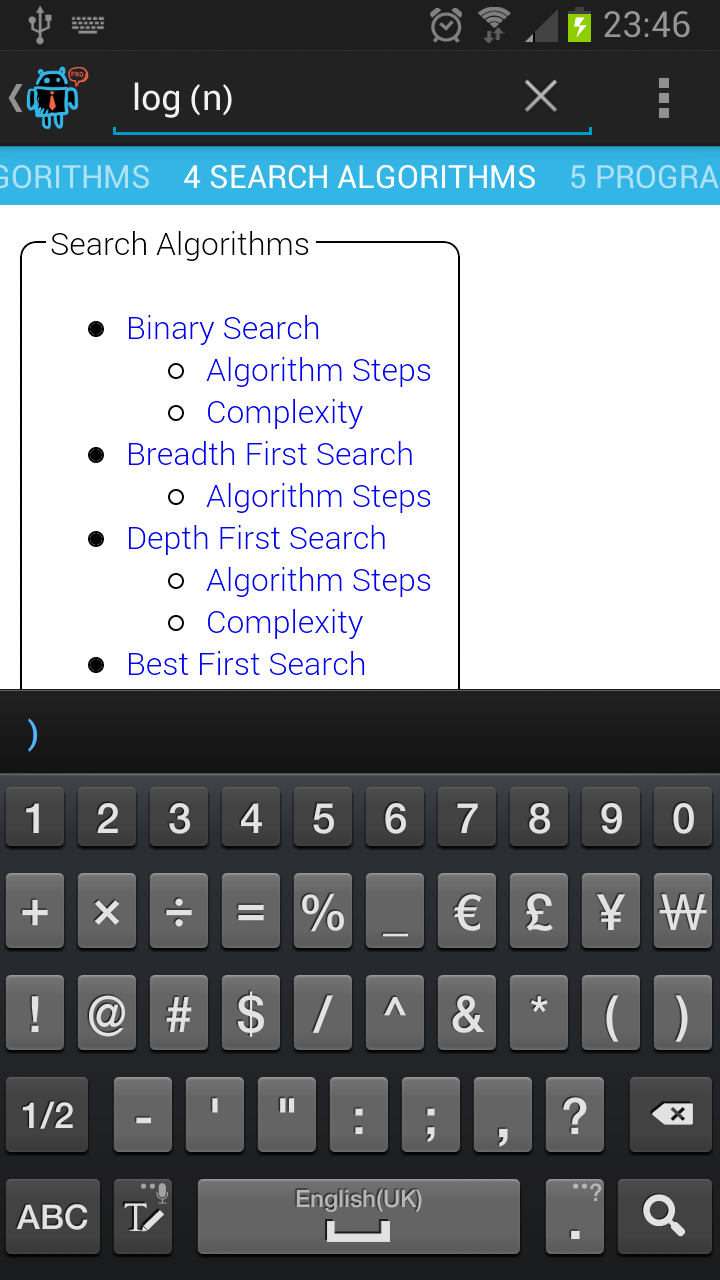 23:46
PRO
log (n)
GORITHMS 4 SEARCH ALGORITHMS 5 PROGRA
Search Algorithms
Binary Search
Algorithm Steps
Complexity
Breadth First Search
Algorithm Steps
Depth First Search
Algorithm Steps
Complexity
Best First Search
)
1 2 3 4 5 6 7 8 9 0
+ × ÷ = % _ € £ ¥ ₩
! @ # $ / ^ & * ( )
1/2 - ' " : ; , ?
ABC T English(UK) . ?